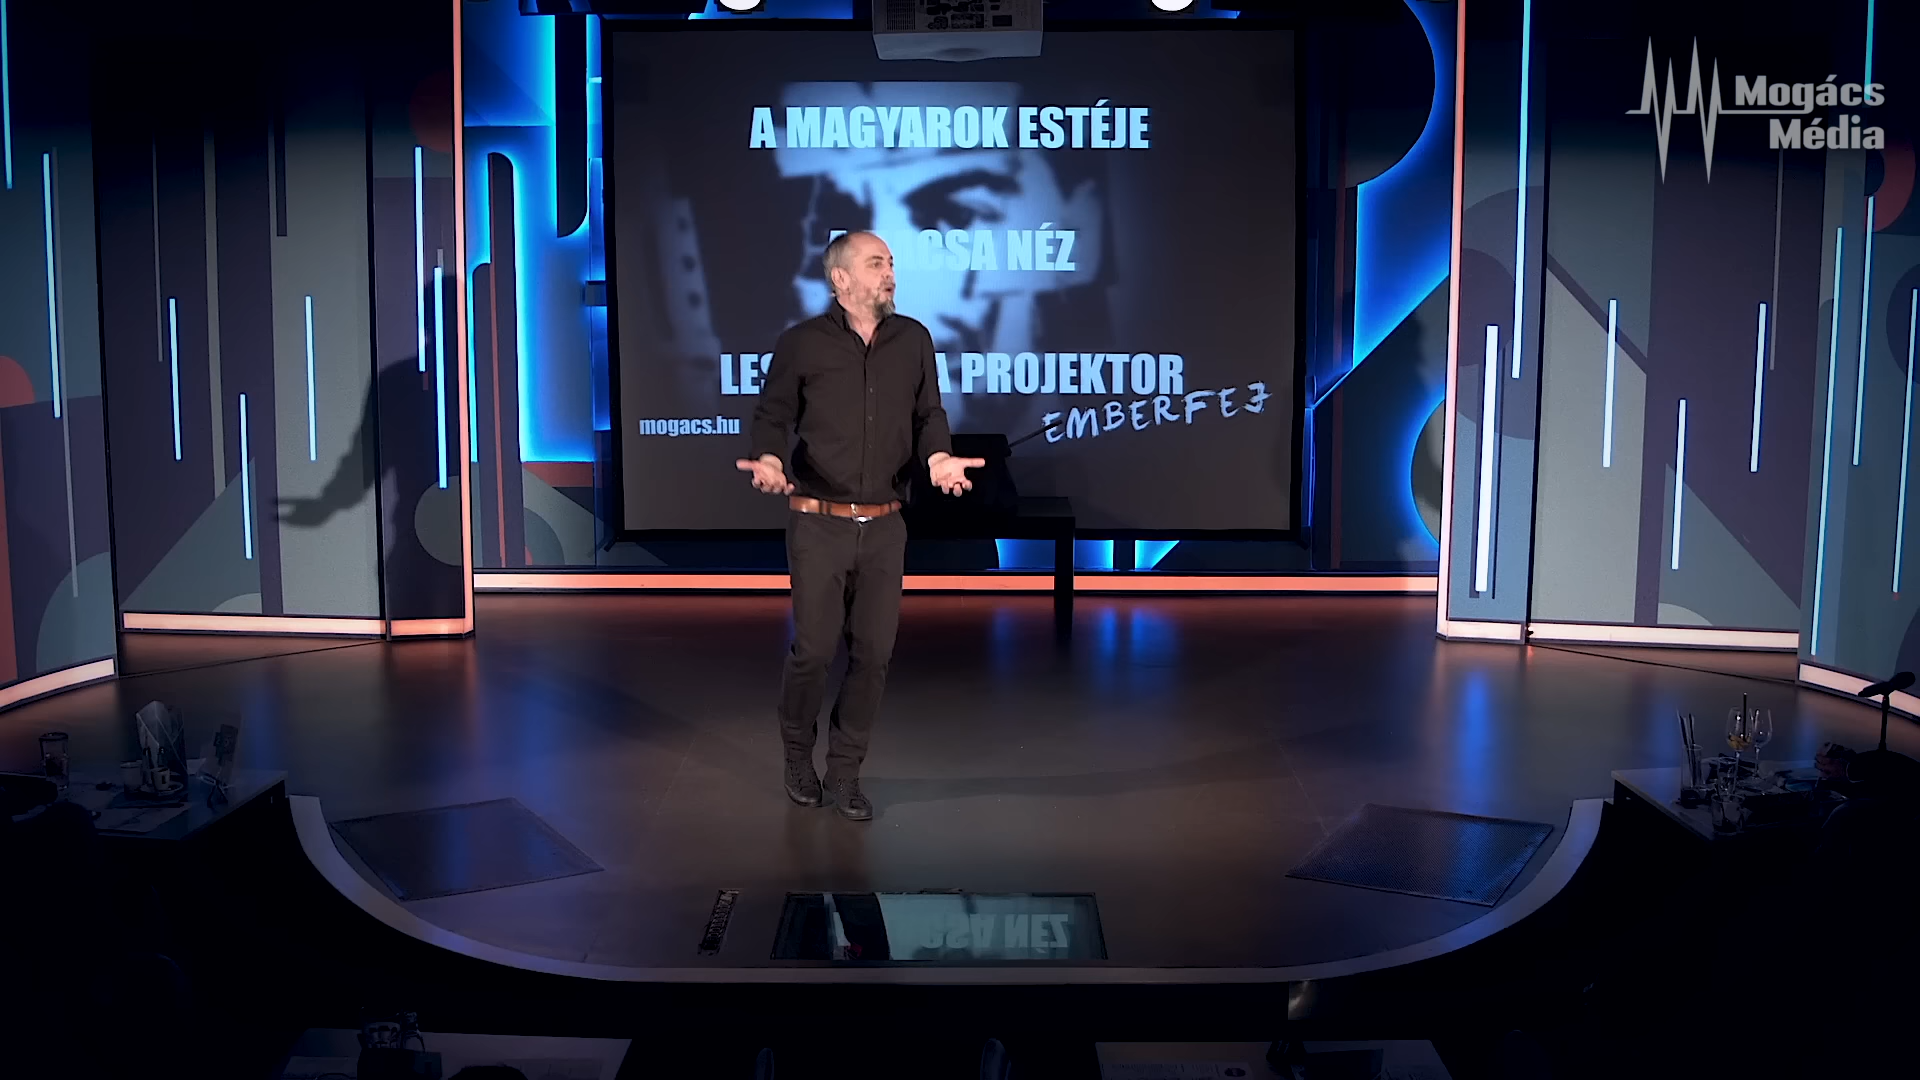 Mogács
Média
A MAGYAROK ESTÉJE
NÉZ
A PROJEKTOR
EMBERFEJ
mogacs.hu